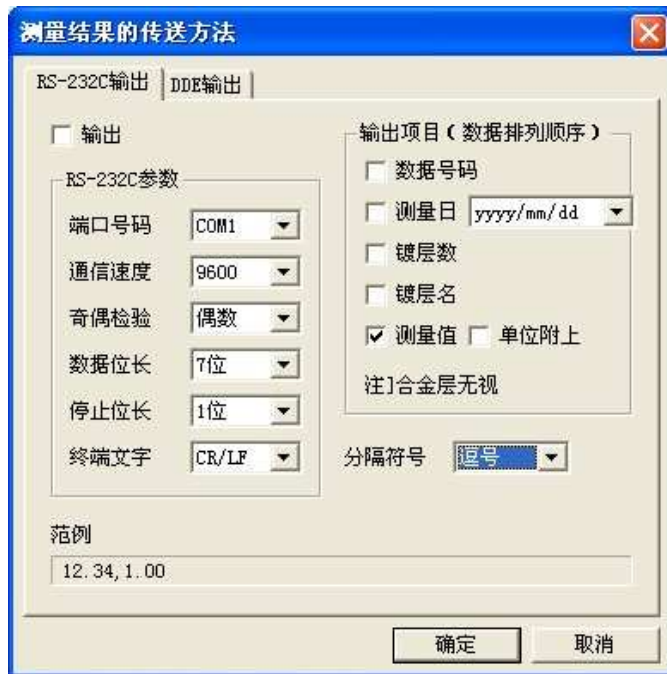 测量结果的传送方法
RS-232C输出
DDE输出
输出
RS-232C参数
端口号码 COM1
通信速度 9600
奇偶检验 偶数
数据位长 7位
停止位长 1位
终端文字 CR/LF
输出项目(数据排列顺序)
数据号码
测量日 yyyy/mm/dd
镀层数
镀层名
测量值 单位附上
注]合金层无视
分隔符号 逗号
范例
12.34,1.00
确定 取消